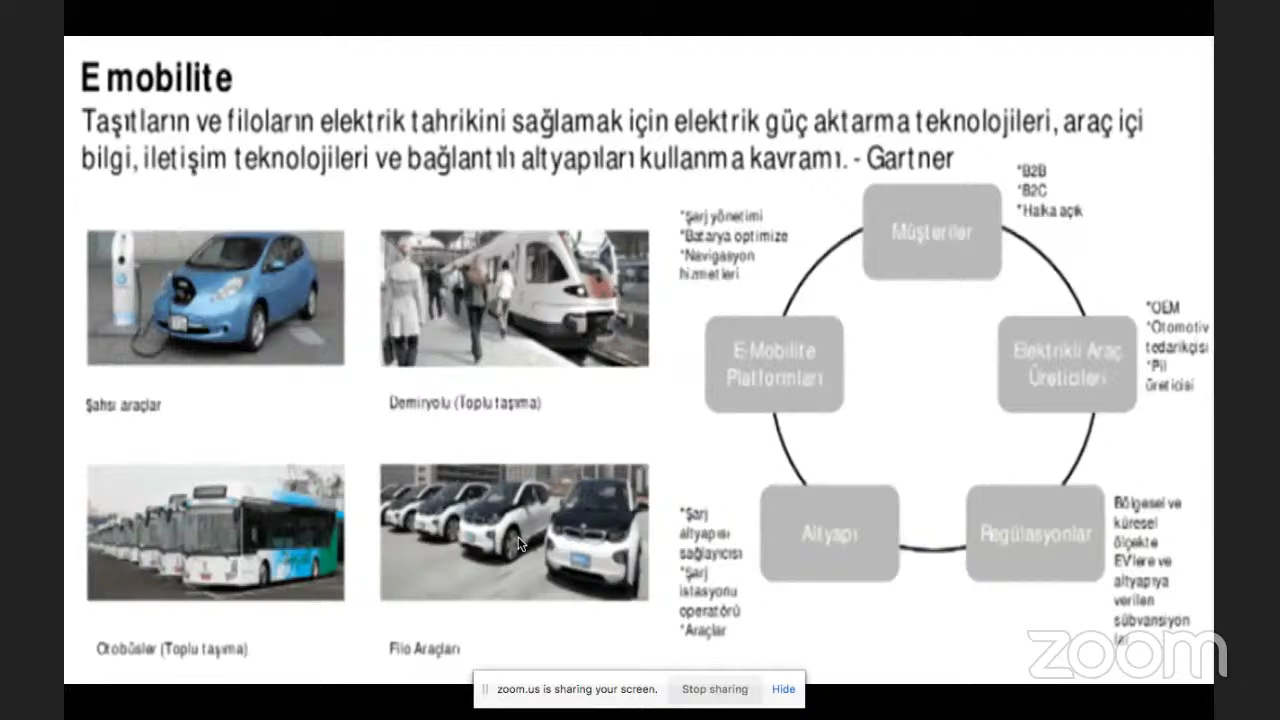 E mobilite
Taşıtların ve filoların elektrik tahrikini sağlamak için elektrik güç aktarma teknolojileri, araç içi
bilgi, iletişim teknolojileri ve bağlantılı altyapıları kullanma kavramı. - Gartner
Şahsi araçlar
Demiryolu (Toplu taşıma)
Otobüsler (Toplu taşıma)
Filo Araçları
Müşteriler
*B2B
*B2C
*Halka açık
*Şarj yönetimi
*Batarya optimize
*Navigasyon
hizmetleri
E-Mobilite
Platformları
Elektrikli Araç
Üreticileri
*OEM
*Otomotiv
tedarikçisi
*Pil
üreticisi
Altyapı
*Şarj
altyapısı
sağlayıcısı
*Şarj
istasyonu
operatörü
*Araçlar
Regülasyonlar
Bölgesel ve
küresel
ölçekte
EVlere ve
altyapıya
verilen
sübvansiyon
lar
zoom
zoom.us is sharing your screen.
Stop sharing
Hide